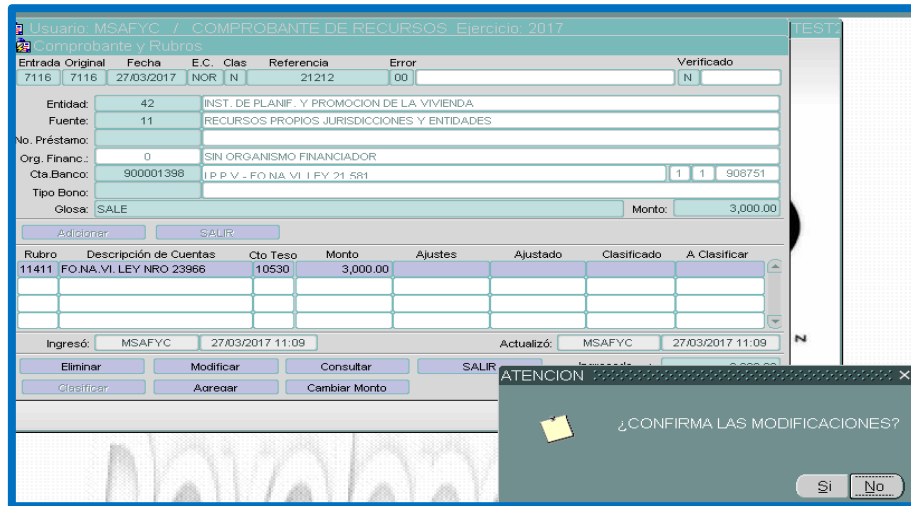 Usuario: MSAFYC / COMPROBANTE DE RECURSOS Ejercicio: 2017
TEST2
Comprobante y Rubros
Entrada Original Fecha E.C. Clas Referencia Error Verificado
7116 7116 27/03/2017 NOR N 21212 00 N
Entidad: 42 INST. DE PLANIF. Y PROMOCION DE LA VIVIENDA
Fuente: 11 RECURSOS PROPIOS JURISDICCIONES Y ENTIDADES
No. Préstamo:
Org. Financ.: 0 SIN ORGANISMO FINANCIADOR
Cta.Banco: 900001398 I.P.P.V - FO.NA.VI. LEY 21.581 1 1 908751
Tipo Bono:
Glosa: SALE Monto: 3,000.00
Adicionar SALIR
Rubro Descripción de Cuentas Cto Teso Monto Ajustes Ajustado Clasificado A Clasificar
11411 FO.NA.VI. LEY NRO 23966 10530 3,000.00
Ingresó: MSAFYC 27/03/2017 11:09 Actualizó: MSAFYC 27/03/2017 11:09
Eliminar Modificar Consultar SALIR
Clasificar Agregar Cambiar Monto
ATENCION
¿CONFIRMA LAS MODIFICACIONES?
Si No